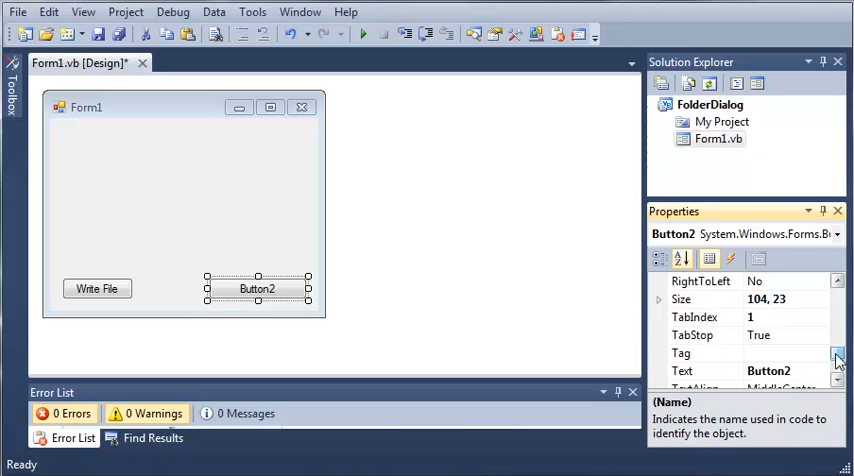 File Edit View Project Debug Data Tools Window Help
Form1.vb [Design]*
Toolbox
Form1
Write File
Button2
Solution Explorer
FolderDialog
My Project
Form1.vb
Properties
Button2 System.Windows.Forms.Bu
RightToLeft No
Size 104, 23
TabIndex 1
TabStop True
Tag
Text Button2
TextAlign MiddleCenter
(Name)
Indicates the name used in code to
identify the object.
Error List
0 Errors 0 Warnings 0 Messages
Error List Find Results
Ready